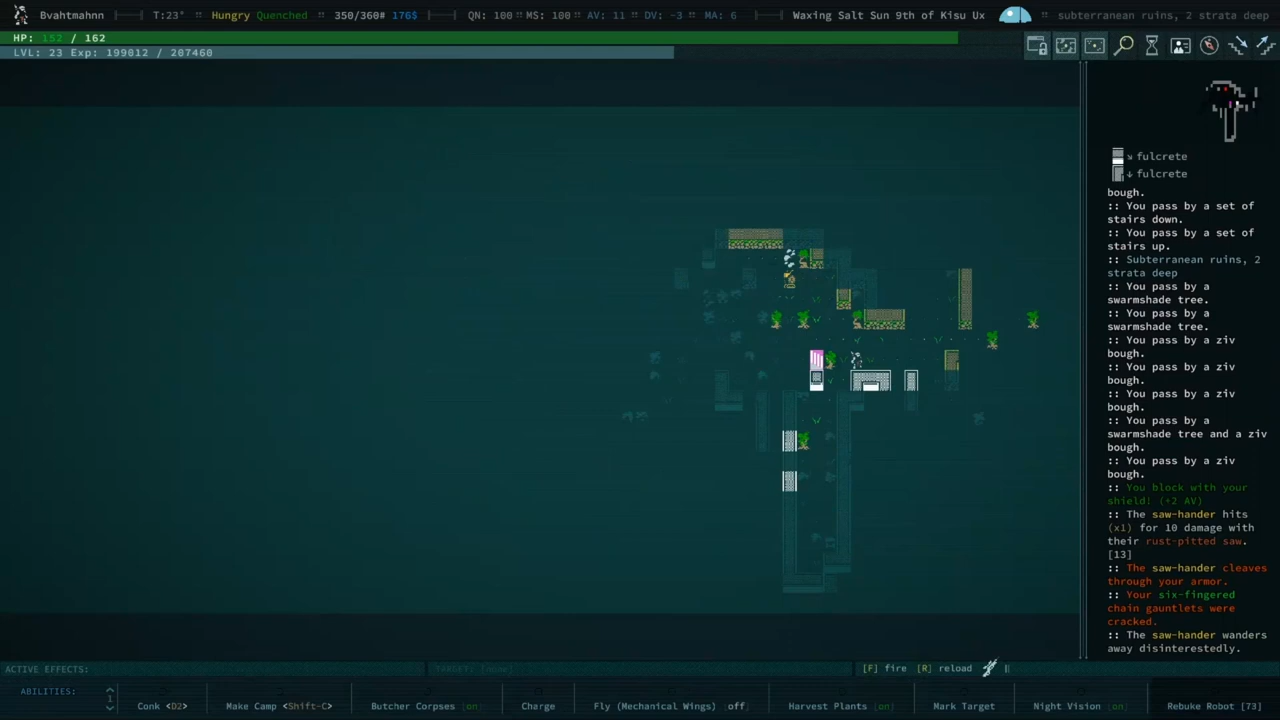 Bvahtmahn T:23° :: Hungry Quenched :: 350/360# 176$ QN: 100 :: MS: 100 :: AV: 11 :: DV: -3 :: MA: 6 Waxing Salt Sun 9th of Kisu Ux :: subterranean ruins, 2 strata deep
HP: 152 / 162
LVL: 23 Exp: 199012 / 207460
fulcrete
fulcrete
bough.
:: You pass by a set of
stairs down.
:: You pass by a set of
stairs up.
:: Subterranean ruins, 2
strata deep
:: You pass by a
swarmshade tree.
:: You pass by a
swarmshade tree.
:: You pass by a ziv
bough.
:: You pass by a ziv
bough.
:: You pass by a ziv
bough.
:: You pass by a
swarmshade tree and a ziv
bough.
:: You pass by a ziv
bough.
:: You block with your
shield! (+2 AV)
:: The saw-hander hits
(x1) for 10 damage with
their rust-pitted saw.
[13]
:: The saw-hander cleaves
through your armor.
:: Your six-fingered
chain gauntlets were
cracked.
:: The saw-hander wanders
away disinterestedly.
ACTIVE EFFECTS: TARGET: [none] [F] fire [R] reload
ABILITIES: 1 Conk <D2> Make Camp <Shift-C> Butcher Corpses [on] Charge Fly (Mechanical Wings) [off] Harvest Plants [on] Mark Target Night Vision [on] Rebuke Robot [73]